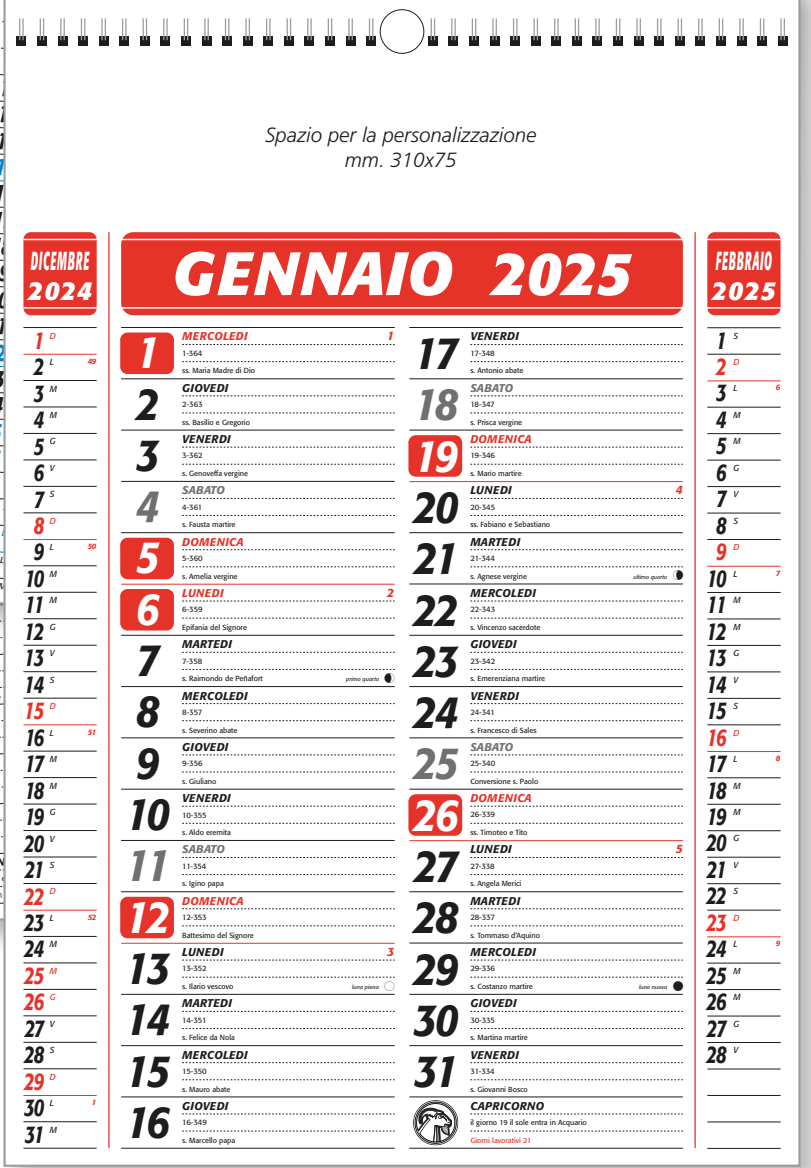 Spazio per la personalizzazione
mm. 310x75
DICEMBRE
2024
1 D
2 L 49
3 M
4 M
5 G
6 V
7 S
8 D
9 L 50
10 M
11 M
12 G
13 V
14 S
15 D
16 L 51
17 M
18 M
19 G
20 V
21 S
22 D
23 L 52
24 M
25 M
26 G
27 V
28 S
29 D
30 L 1
31 M
GENNAIO 2025
1 MERCOLEDI 1
1-364
ss. Maria Madre di Dio
2 GIOVEDI
2-363
ss. Basilio e Gregorio
3 VENERDI
3-362
s. Genoveffa vergine
4 SABATO
4-361
s. Fausta martire
5 DOMENICA
5-360
s. Amelia vergine
6 LUNEDI 2
6-359
Epifania del Signore
7 MARTEDI
7-358
s. Raimondo de Peñafort primo quarto
8 MERCOLEDI
8-357
s. Severino abate
9 GIOVEDI
9-356
s. Giuliano
10 VENERDI
10-355
s. Aldo eremita
11 SABATO
11-354
s. Igino papa
12 DOMENICA
12-353
Battesimo del Signore
13 LUNEDI 3
13-352
s. Ilario vescovo luna piena
14 MARTEDI
14-351
s. Felice da Nola
15 MERCOLEDI
15-350
s. Mauro abate
16 GIOVEDI
16-349
s. Marcello papa
17 VENERDI
17-348
s. Antonio abate
18 SABATO
18-347
s. Prisca vergine
19 DOMENICA
19-346
s. Mario martire
20 LUNEDI 4
20-345
ss. Fabiano e Sebastiano
21 MARTEDI
21-344
s. Agnese vergine ultimo quarto
22 MERCOLEDI
22-343
s. Vincenzo sacerdote
23 GIOVEDI
23-342
s. Emerenziana martire
24 VENERDI
24-341
s. Francesco di Sales
25 SABATO
25-340
Conversione s. Paolo
26 DOMENICA
26-339
ss. Timoteo e Tito
27 LUNEDI 5
27-338
s. Angela Merici
28 MARTEDI
28-337
s. Tommaso d'Aquino
29 MERCOLEDI
29-336
s. Costanzo martire luna nuova
30 GIOVEDI
30-335
s. Martina martire
31 VENERDI
31-334
s. Giovanni Bosco
CAPRICORNO
il giorno 19 il sole entra in Acquario
Giorni lavorativi 21
FEBBRAIO
2025
1 S
2 D
3 L 6
4 M
5 M
6 G
7 V
8 S
9 D
10 L 7
11 M
12 M
13 G
14 V
15 S
16 D
17 L 8
18 M
19 M
20 G
21 V
22 S
23 D
24 L 9
25 M
26 M
27 G
28 V